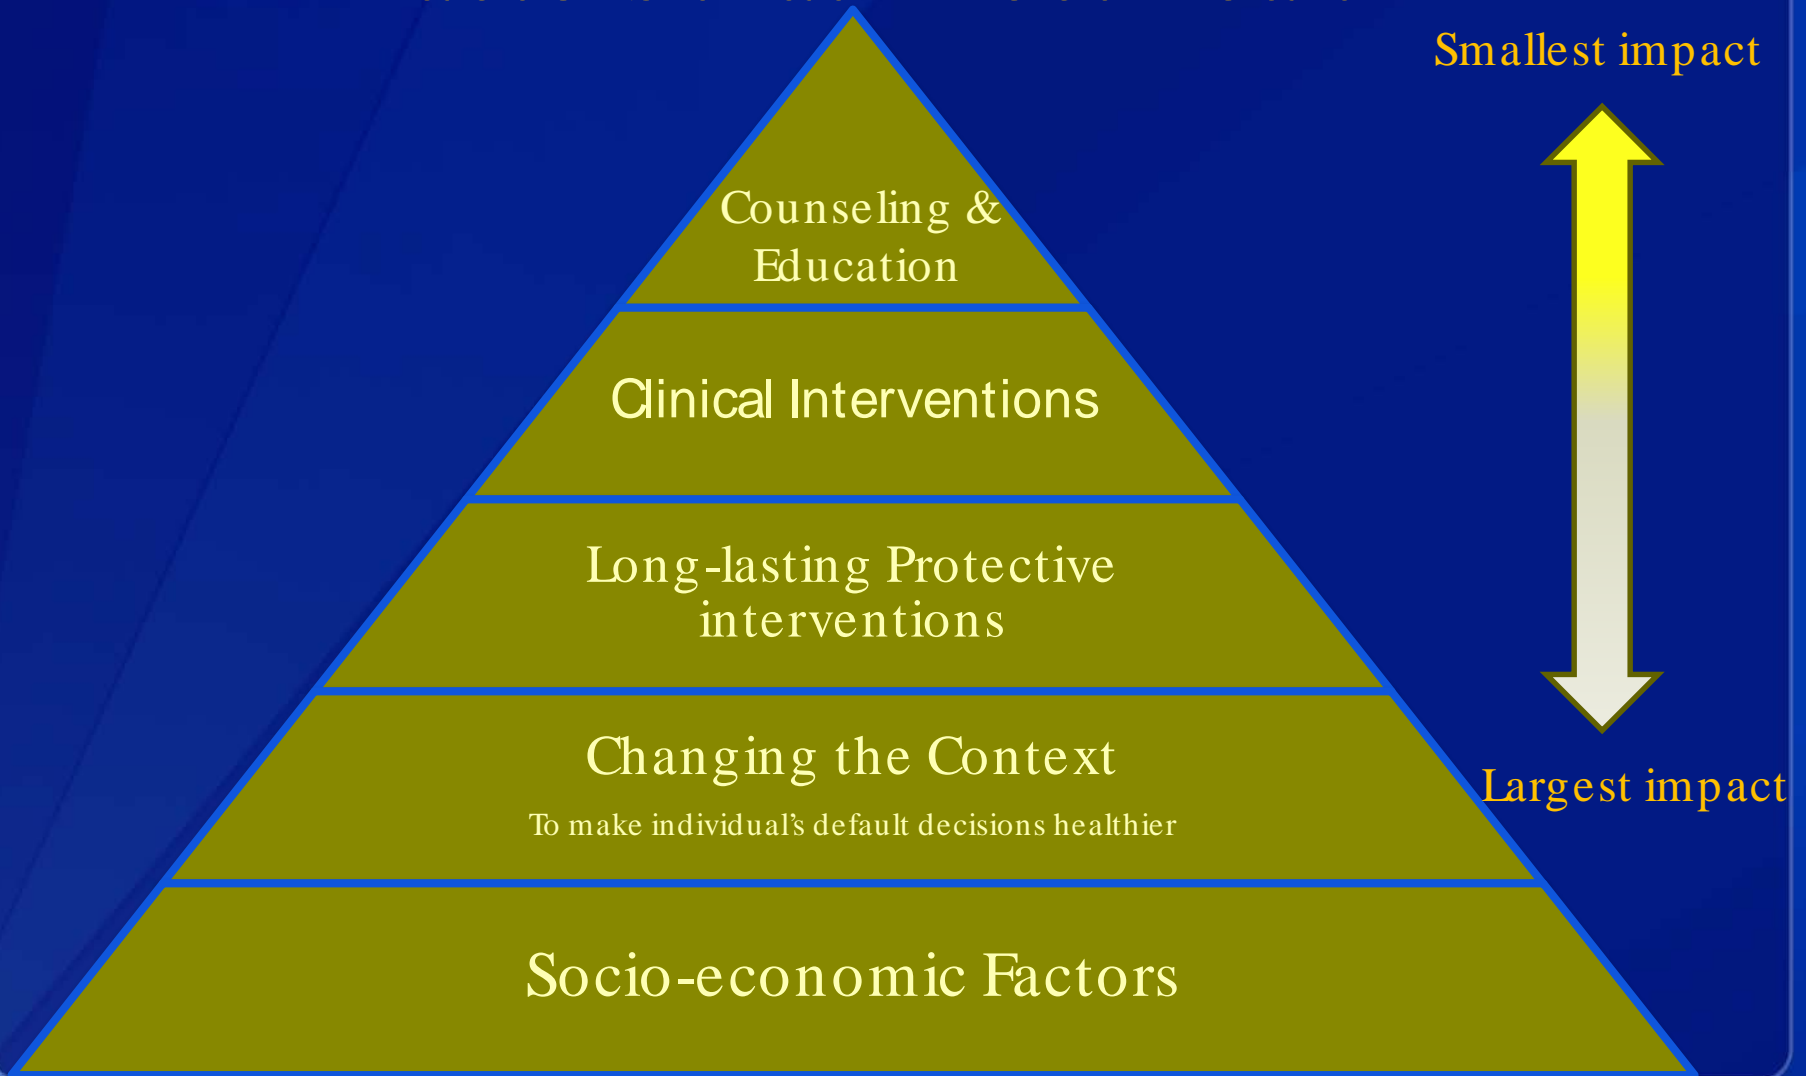 Smallest impact
Counseling &
Education
Clinical Interventions
Long-lasting Protective
interventions
Changing the Context
To make individual's default decisions healthier
Largest impact
Socio-economic Factors